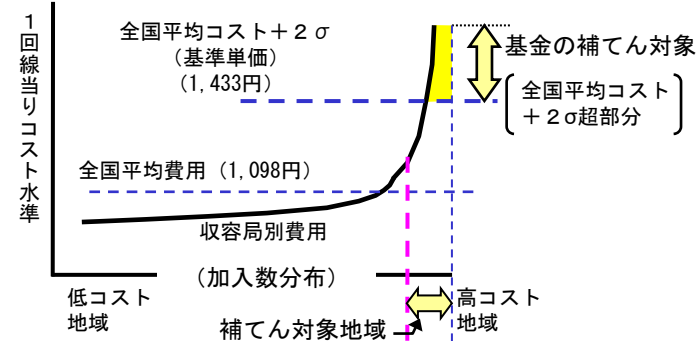 1回線当りコスト水準
全国平均コスト+2σ
(基準単価)
(1,433円)
基金の補てん対象
全国平均コスト
+2σ超部分
全国平均費用(1,098円)
収容局別費用
(加入数分布)
低コスト
地域
高コスト
地域
補てん対象地域